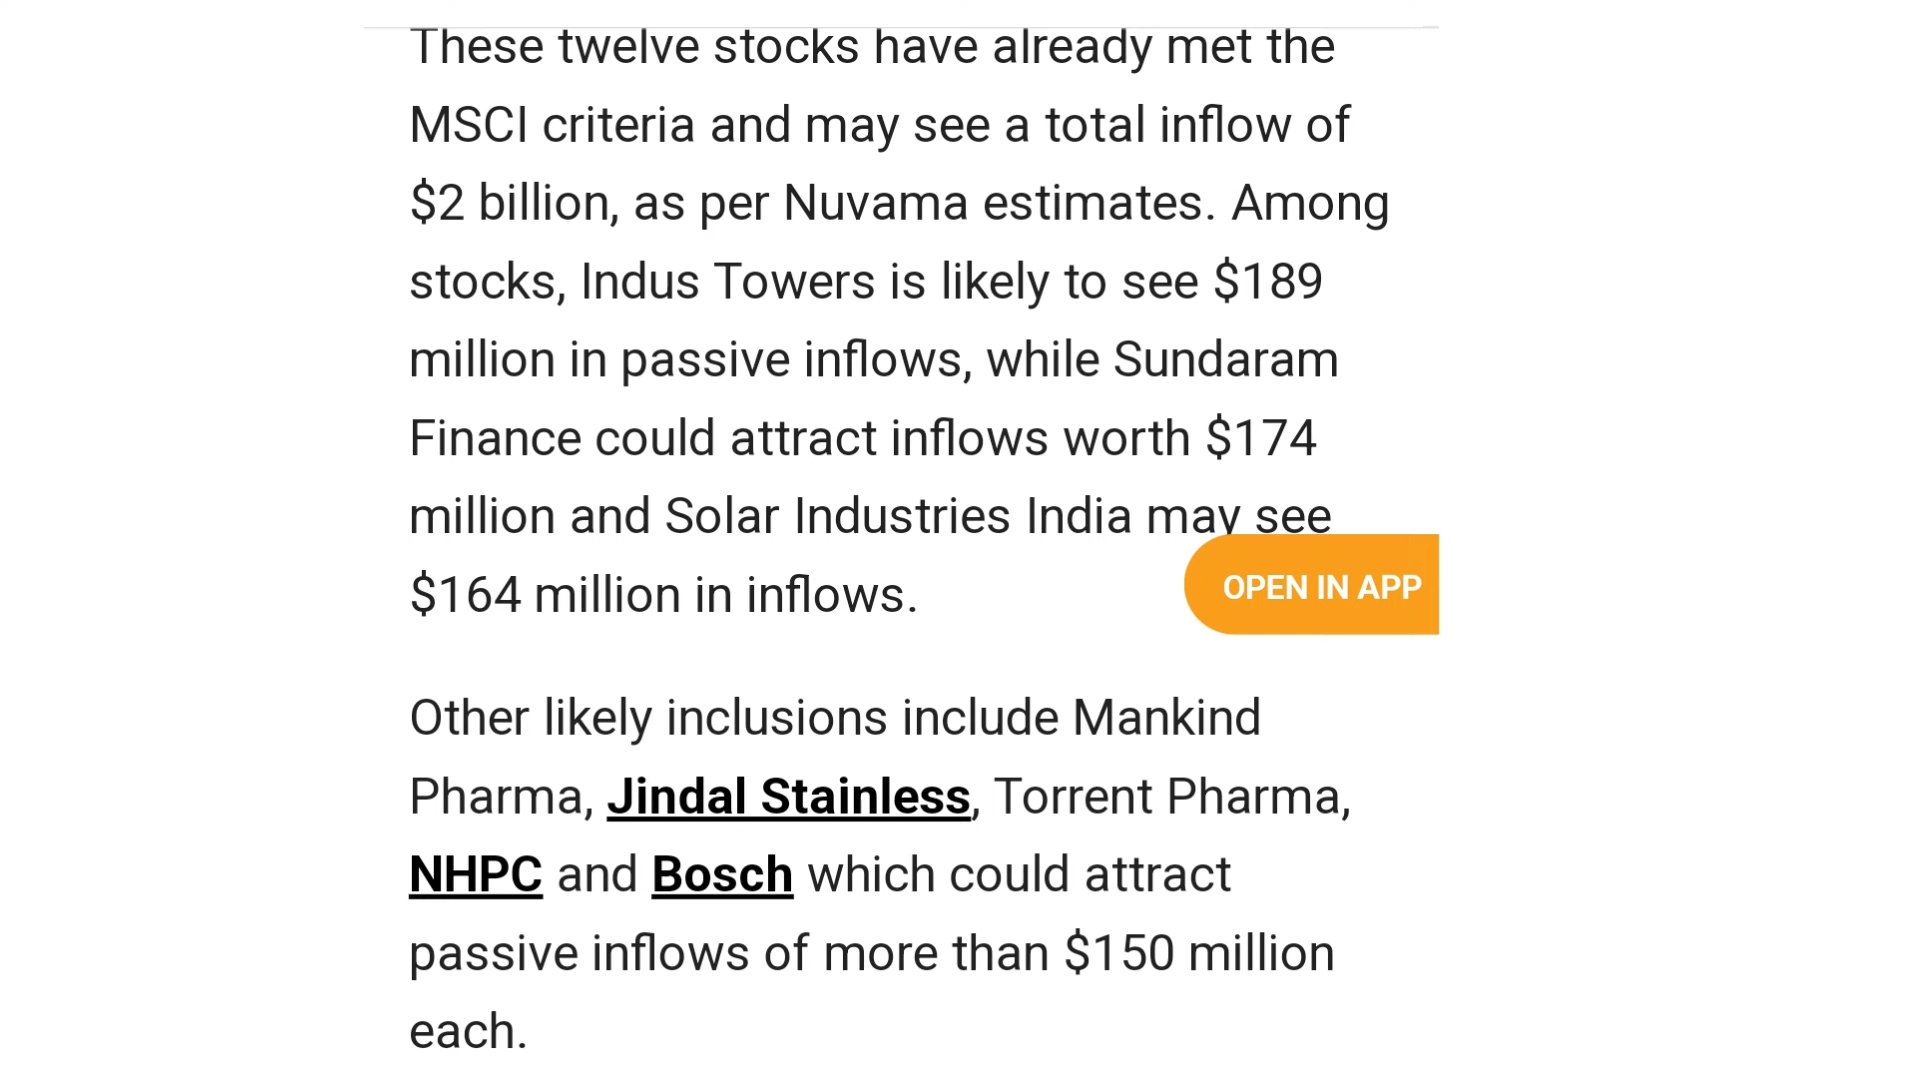 These twelve stocks have already met the
MSCI criteria and may see a total inflow of
$2 billion, as per Nuvama estimates. Among
stocks, Indus Towers is likely to see $189
million in passive inflows, while Sundaram
Finance could attract inflows worth $174
million and Solar Industries India may see
$164 million in inflows.
OPEN IN APP
Other likely inclusions include Mankind
Pharma, Jindal Stainless, Torrent Pharma,
NHPC and Bosch which could attract
passive inflows of more than $150 million
each.